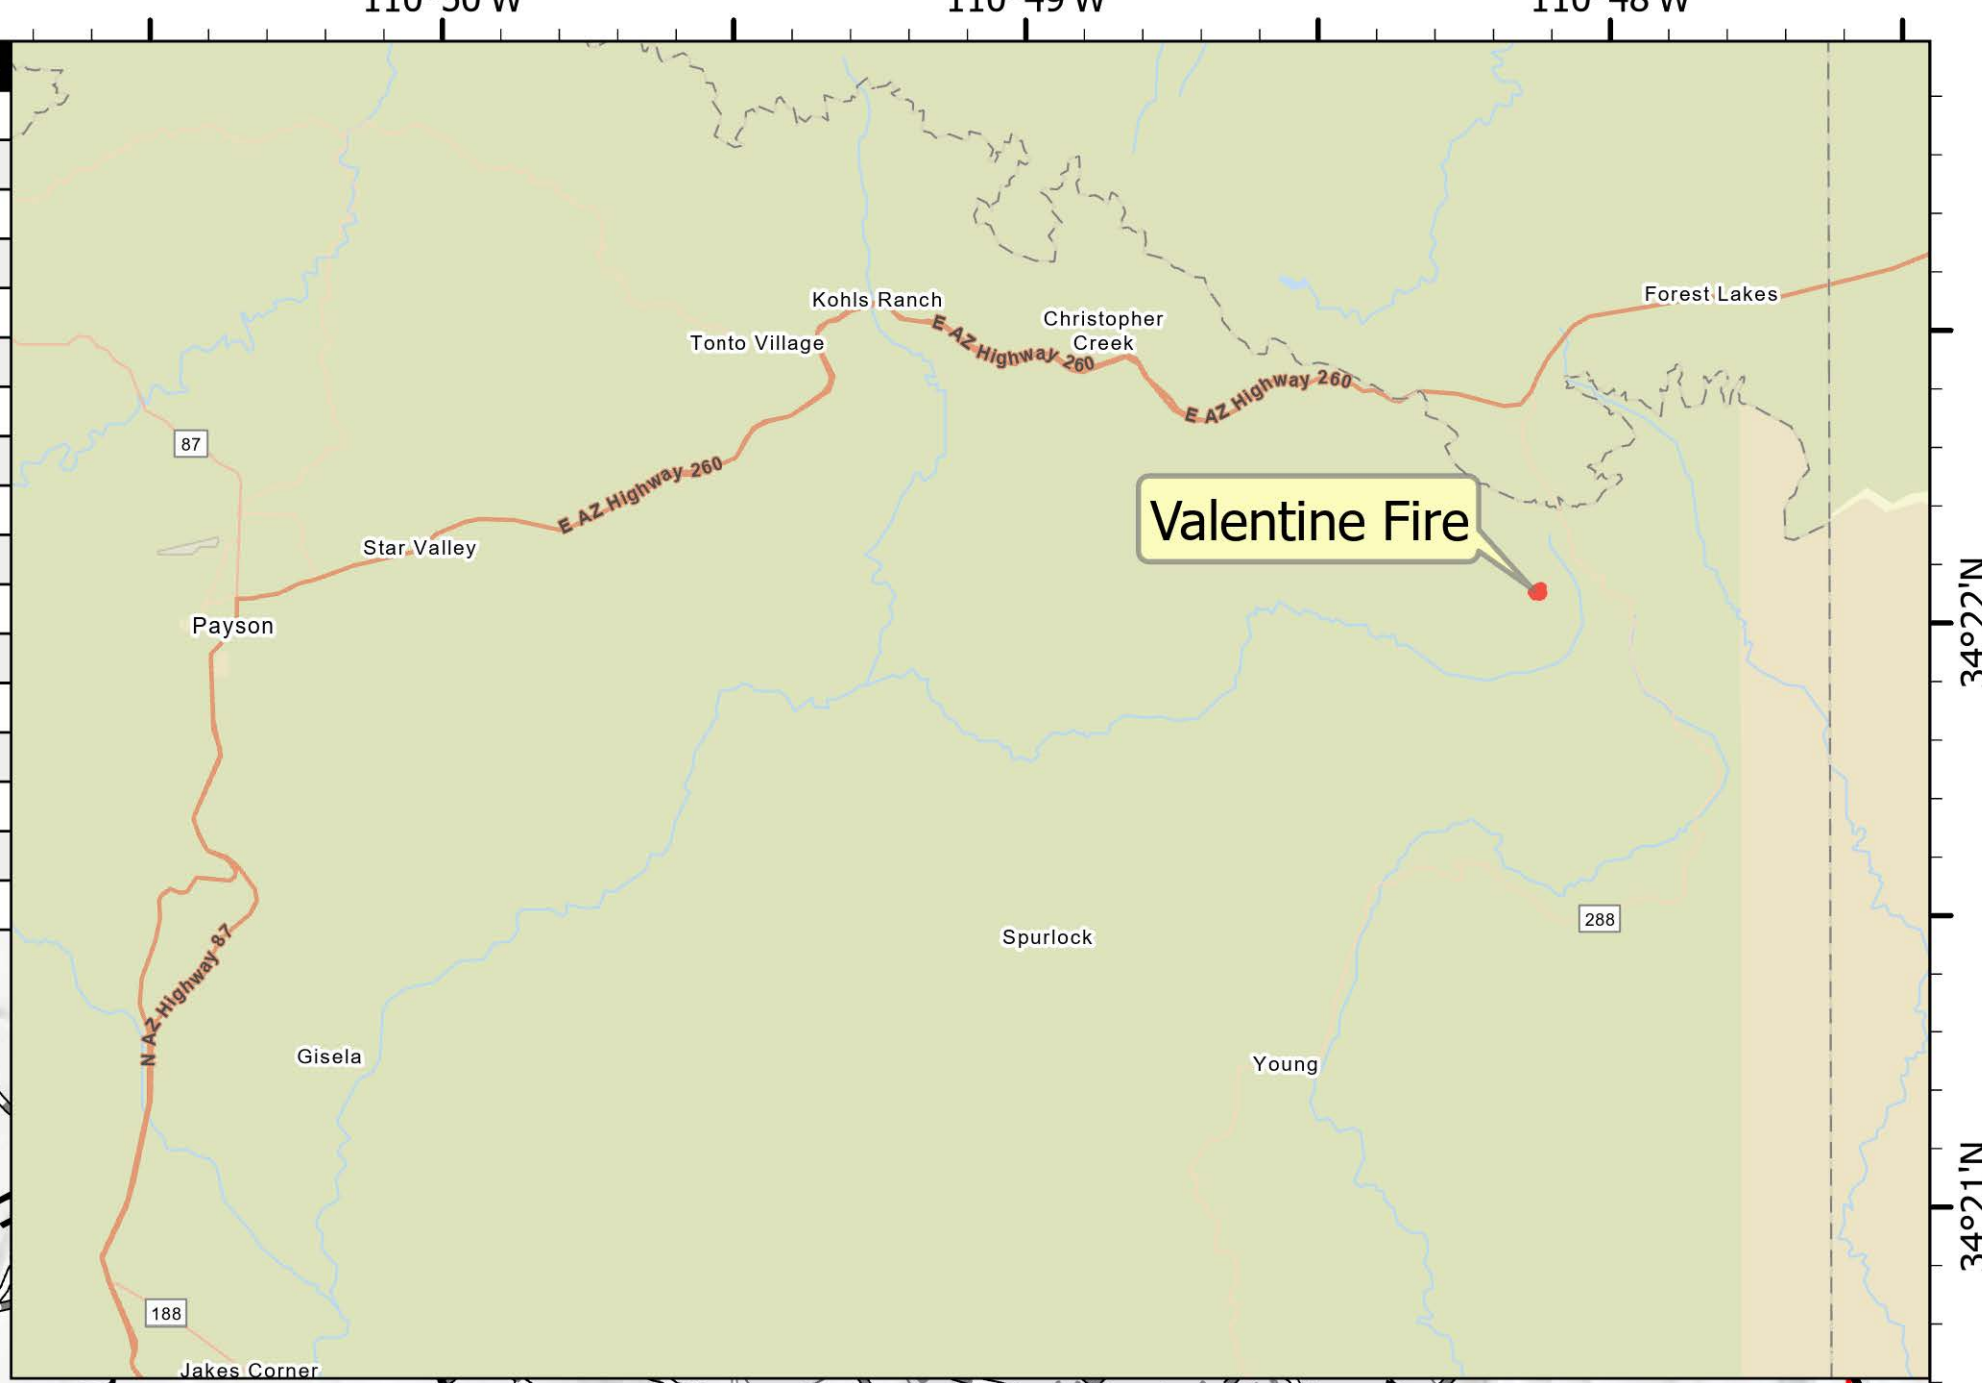 110°50'W
110°49'W
110°48'W
Kohls Ranch
Forest Lakes
Christopher
Creek
E AZ Highway 260
Tonto Village
E AZ Highway 260
87
E AZ Highway 260
Valentine Fire
Star Valley
34°22'N
Payson
288
N AZ Highway 87
Spurlock
Gisela
Young
34°21'N
188
Jakes Corner